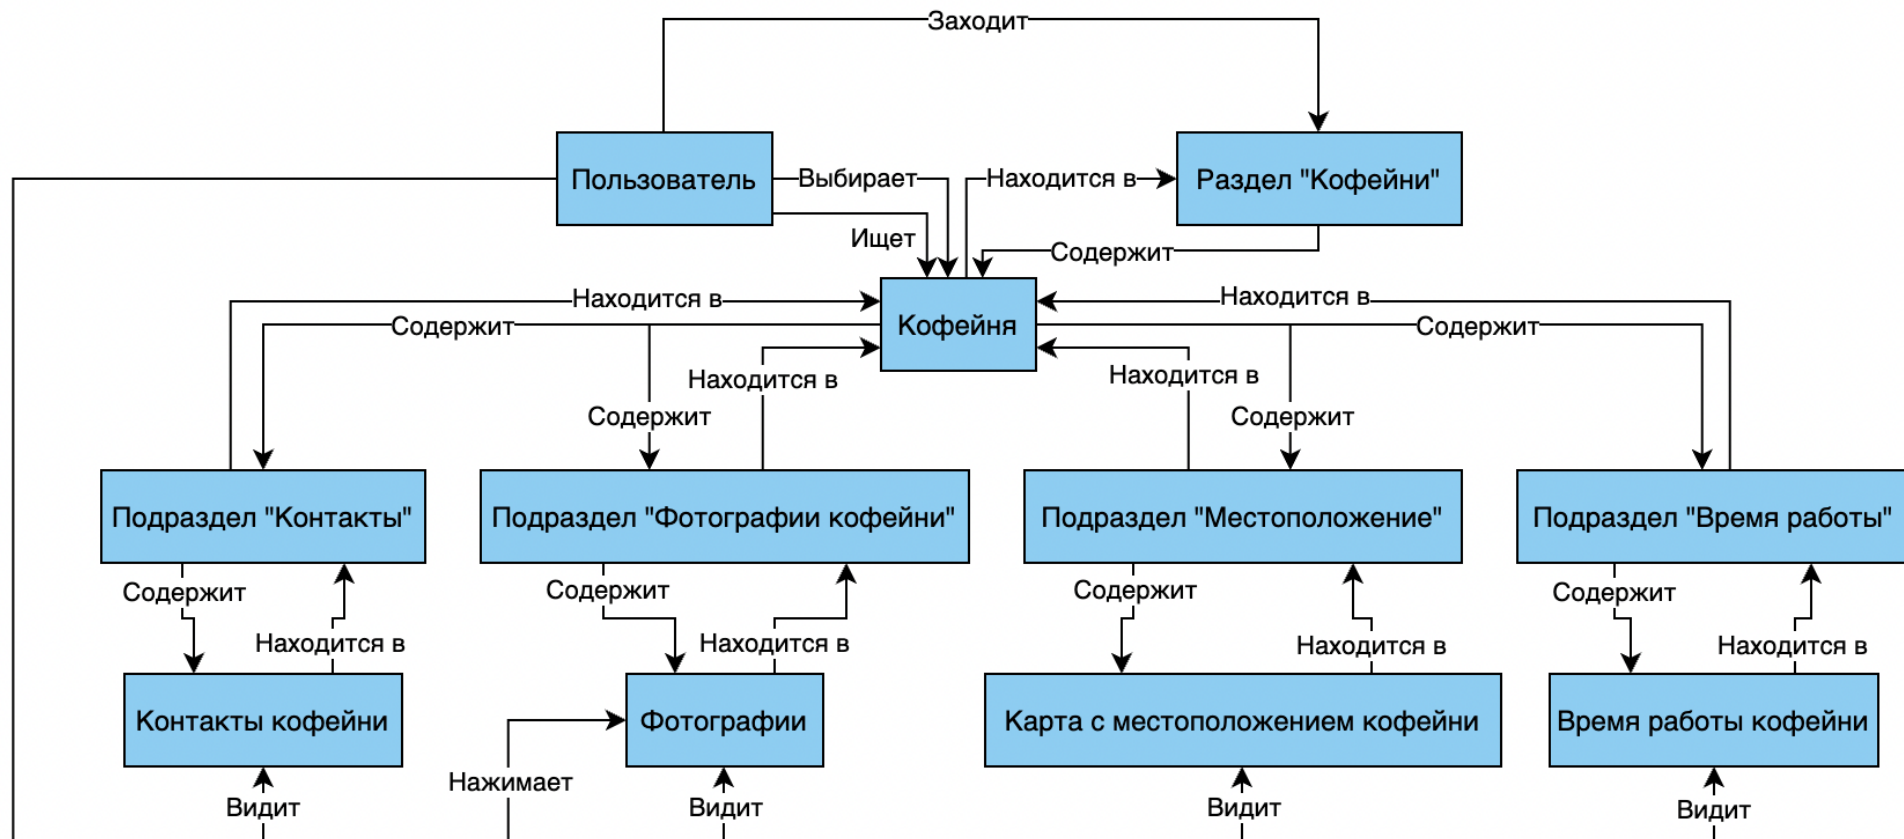 Заходит
Пользователь
Выбирает
Находится в
Раздел "Кофейни"
Ищет
Содержит
Находится в
Находится в
Содержит
Кофейня
Содержит
Находится в
Находится в
Содержит
Содержит
Подраздел "Контакты"
Подраздел "Фотографии кофейни"
Подраздел "Местоположение"
Подраздел "Время работы"
Содержит
Содержит
Содержит
Содержит
Находится в
Находится в
Находится в
Находится в
Контакты кофейни
Фотографии
Карта с местоположением кофейни
Время работы кофейни
Нажимает
Видит
Видит
Видит
Видит